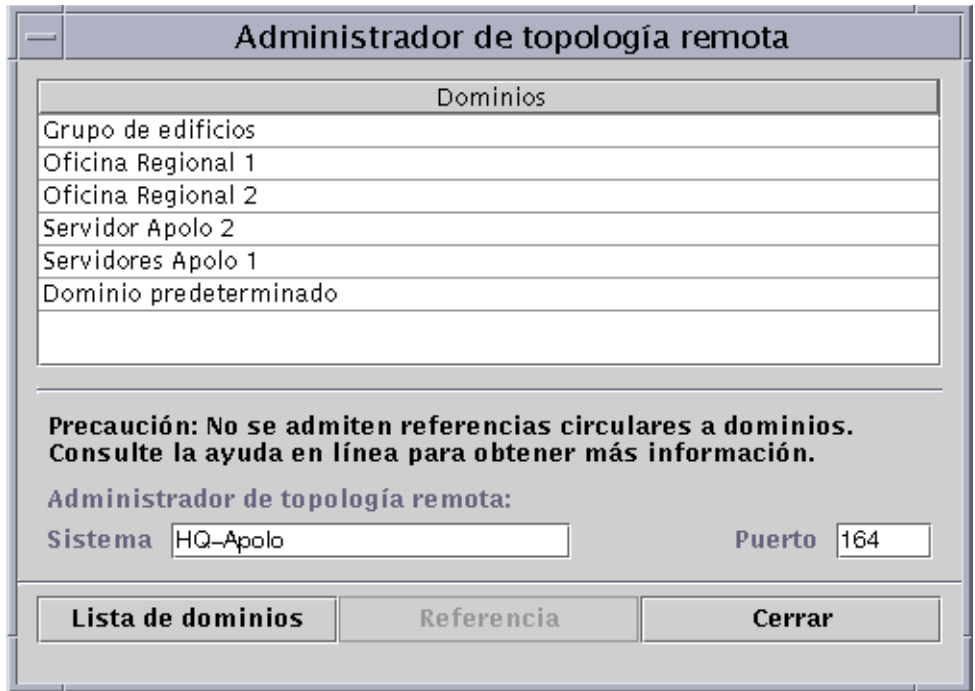 Administrador de topología remota
Dominios
Grupo de edificios
Oficina Regional 1
Oficina Regional 2
Servidor Apolo 2
Servidores Apolo 1
Dominio predeterminado
Precaución: No se admiten referencias circulares a dominios.
Consulte la ayuda en línea para obtener más información.
Administrador de topología remota:
Sistema HQ-Apolo Puerto 164
Lista de dominios Referencia Cerrar